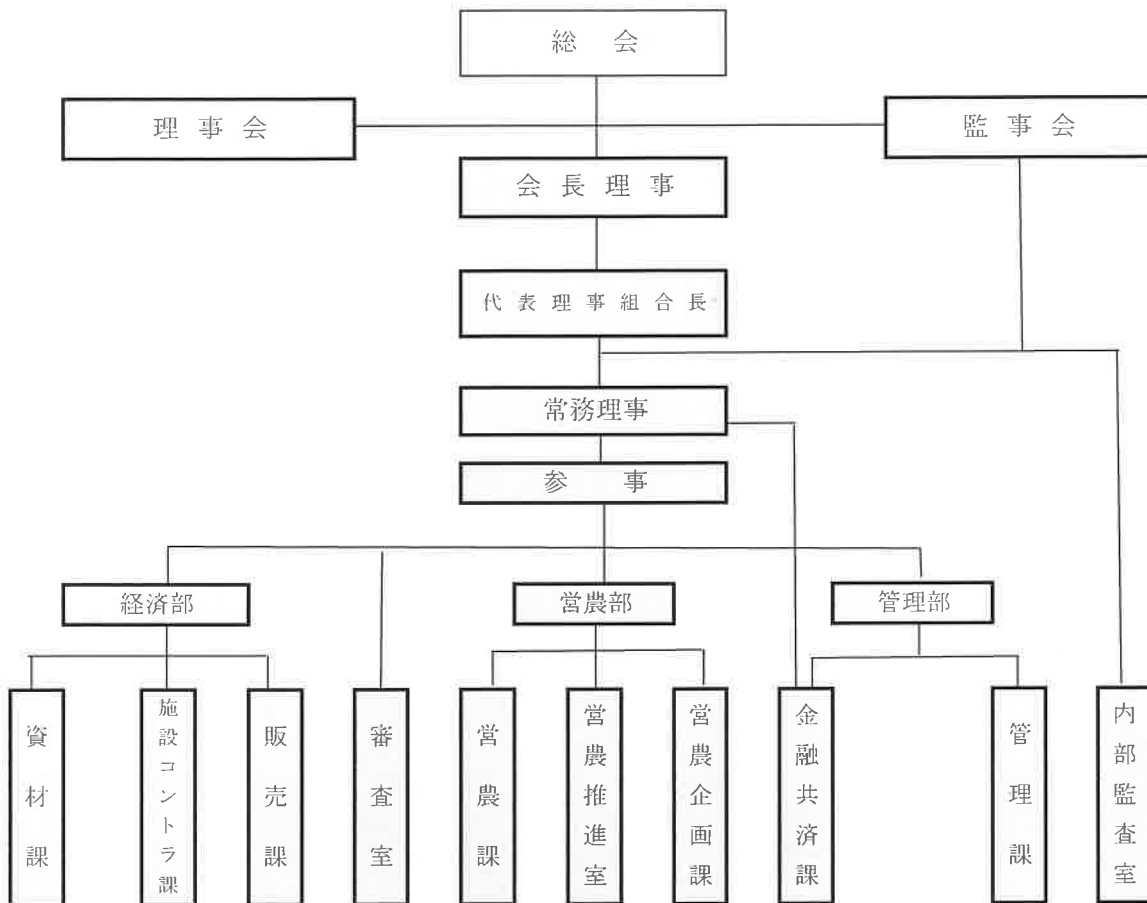 総会
理事会
監事会
会長理事
代表理事組合長
常務理事
参事
経済部
営農部
管理部
資材課
施設コントラ課
販売課
審査室
営農課
営農推進室
営農企画課
金融共済課
管理課
内部監査室